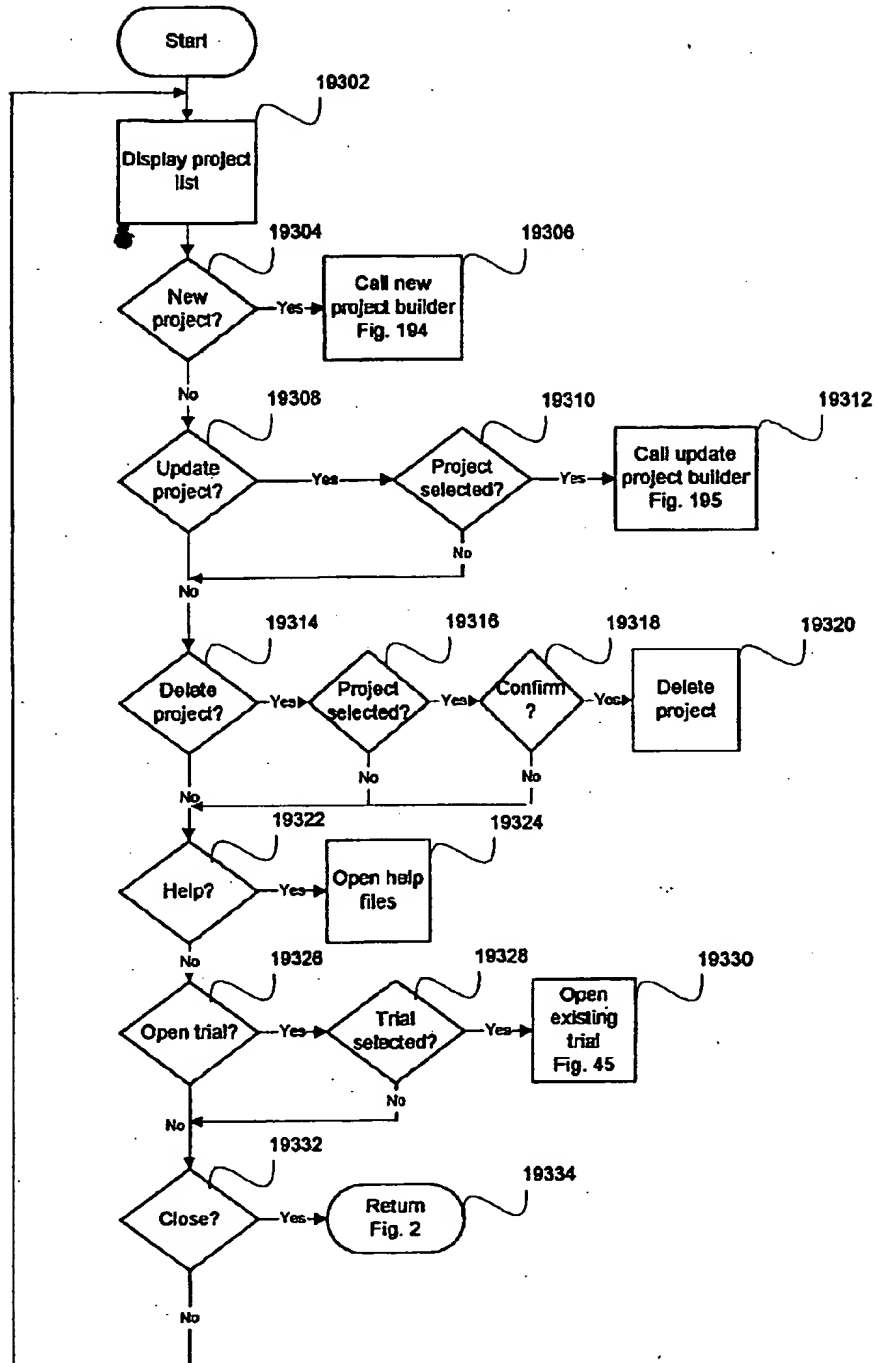 Start
19302
Display project
list
19304
19306
New
project?
Yes
Call new
project builder
Fig. 194
No
19308
19310
19312
Update
project?
Yes
Project
selected?
Yes
Call update
project builder
Fig. 195
No
No
19314
19316
19318
19320
Delete
project?
Yes
Project
selected?
Yes
Confirm
?
Yes
Delete
project
No
No
No
19322
19324
Help?
Yes
Open help
files
No
19326
19328
19330
Open trial?
Yes
Trial
selected?
Yes
Open
existing
trial
Fig. 45
No
No
19332
19334
Close?
Yes
Return
Fig. 2
No